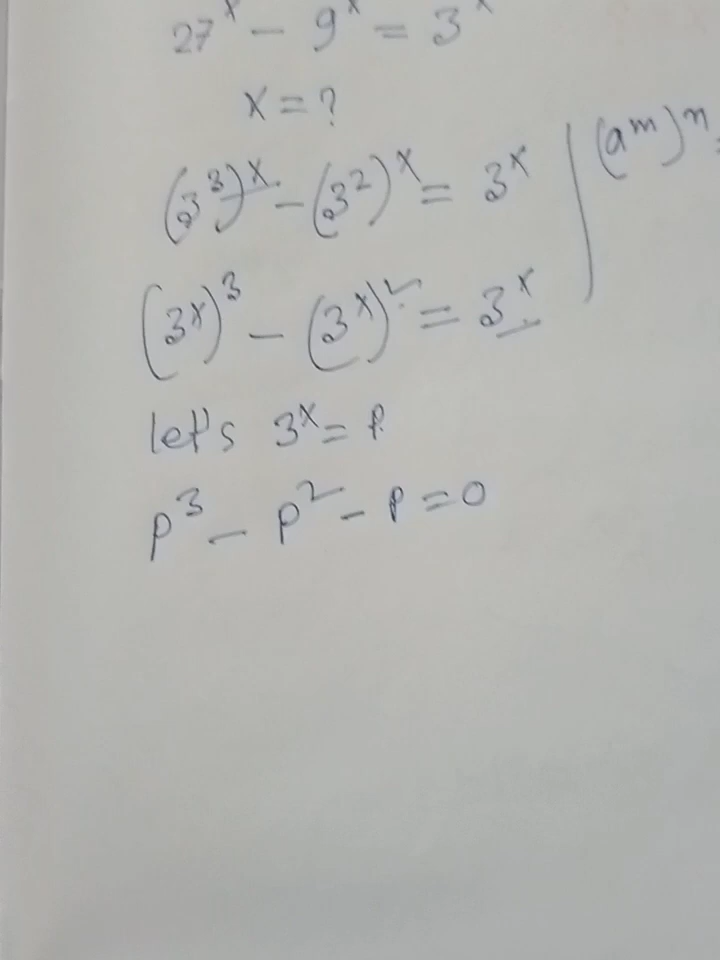 27^x - 9^x = 3^x
x = ?
(3^3)^x - (3^2)^x = 3^x | (a^m)^n =
(3^x)^3 - (3^x)^2 = 3^x
let's 3^x = p.
p^3 - p^2 - p = 0